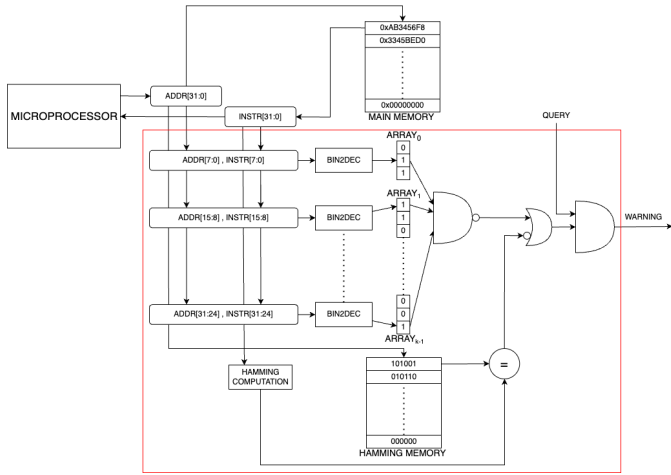 0xAB3456F8
0x3345BED0
0x00000000
MAIN MEMORY
MICROPROCESSOR
ADDR[31:0]
INSTR[31:0]
QUERY
ADDR[7:0] , INSTR[7:0]
BIN2DEC
ARRAY0
0
1
1
ADDR[15:8] , INSTR[15:8]
BIN2DEC
ARRAY1
1
1
0
WARNING
ADDR[31:24] , INSTR[31:24]
BIN2DEC
0
0
1
ARRAYk-1
HAMMING
COMPUTATION
101001
010110
000000
HAMMING MEMORY
=